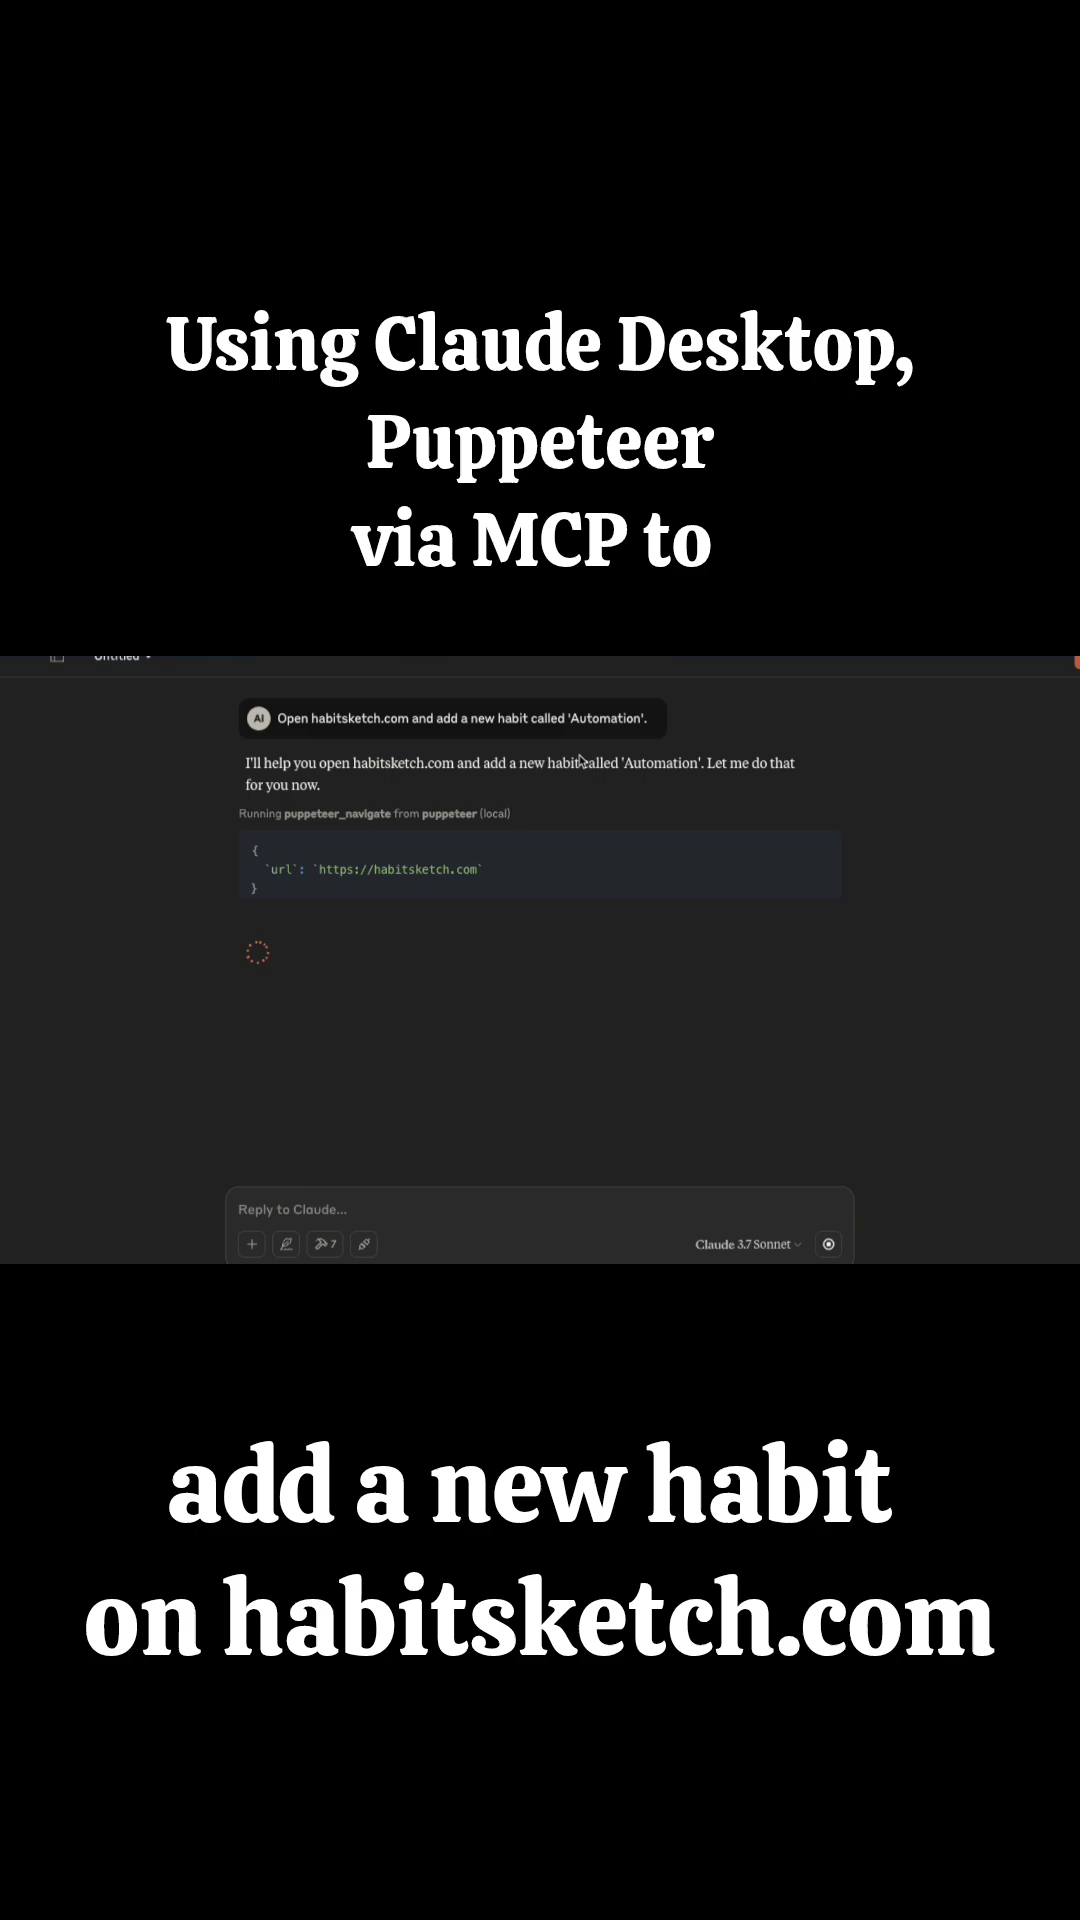 Using Claude Desktop,
Puppeteer
via MCP to
Untitled
AI Open habitsketch.com and add a new habit called 'Automation'.
I'll help you open habitsketch.com and add a new habit called 'Automation'. Let me do that
for you now.
Running puppeteer_navigate from puppeteer (local)
{
`url`: `https://habitsketch.com`
}
Reply to Claude...
7
Claude 3.7 Sonnet
add a new habit
on habitsketch.com